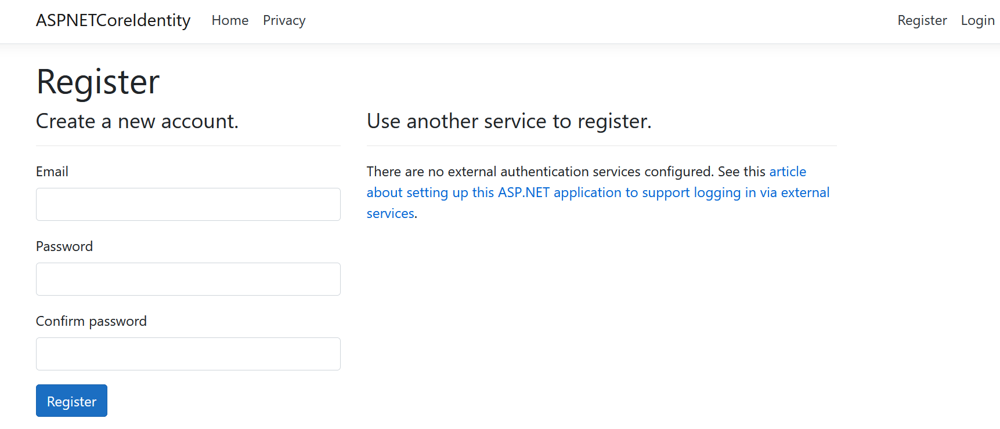 ASPNETCoreIdentity Home Privacy Register Login
Register
Create a new account.
Use another service to register.
Email
Password
Confirm password
Register
There are no external authentication services configured. See this article
about setting up this ASP.NET application to support logging in via external
services.